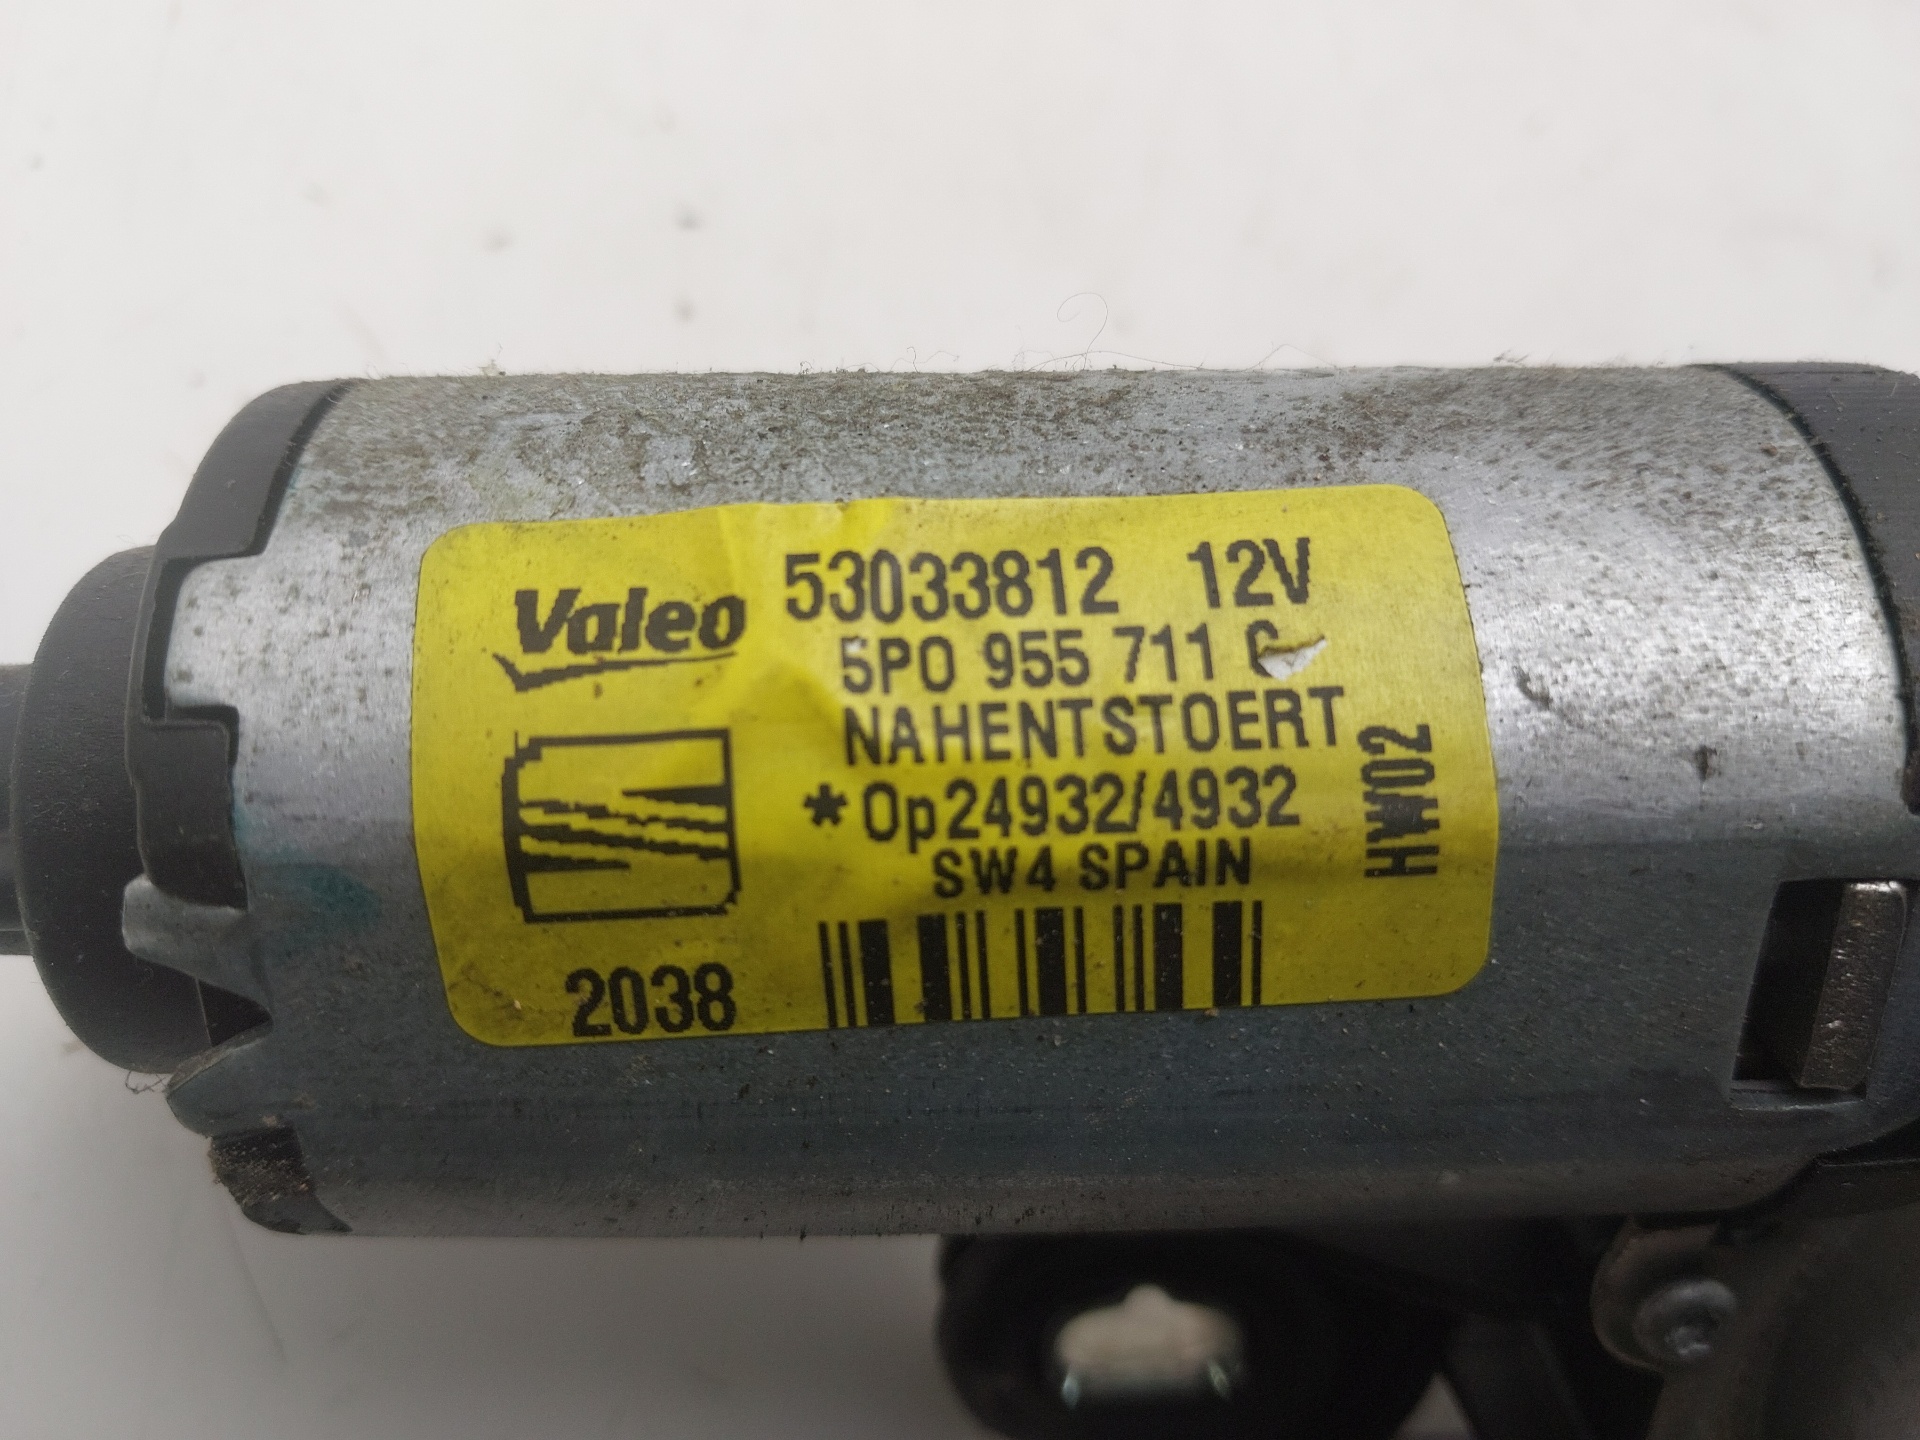 Valeo
53033812 12V
5P0 955 711
NAHENTSTOERT
*Op24932/4932
SW4 SPAIN
HW02
2038